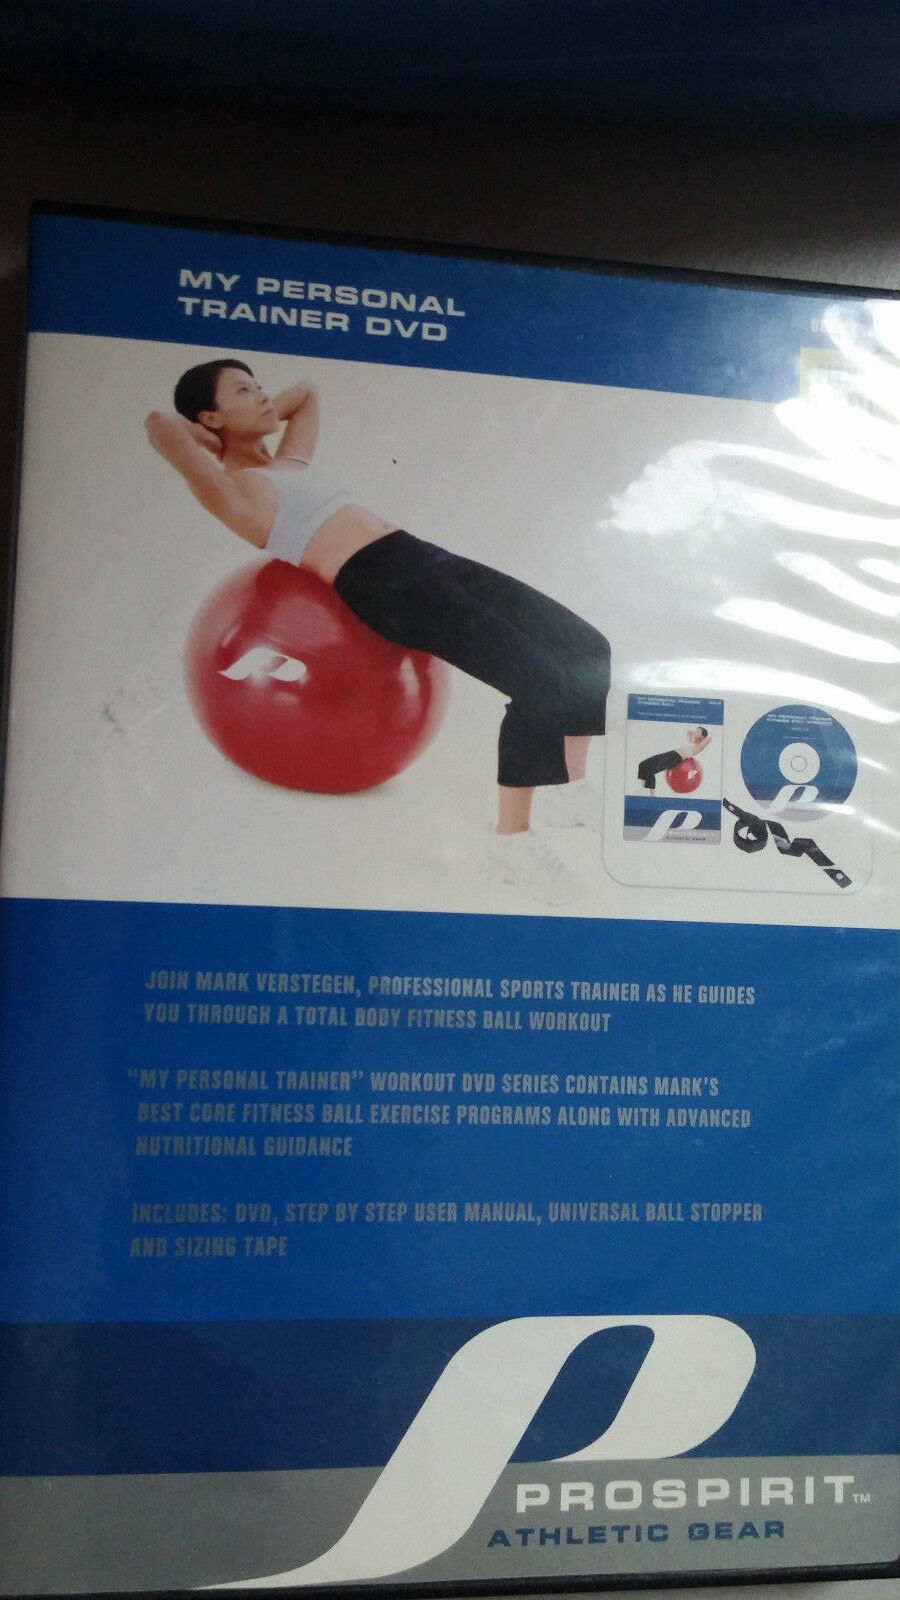 MY PERSONAL
TRAINER DVD
JOIN MARK VERSTEGEN, PROFESSIONAL SPORTS TRAINER AS HE GUIDES
YOU THROUGH A TOTAL BODY FITNESS BALL WORKOUT
"MY PERSONAL TRAINER" WORKOUT DVD SERIES CONTAINS MARK'S
BEST CORE FITNESS BALL EXERCISE PROGRAMS ALONG WITH ADVANCED
NUTRITIONAL GUIDANCE
INCLUDES: DVD, STEP BY STEP USER MANUAL, UNIVERSAL BALL STOPPER
AND SIZING TAPE
PROSPIRIT™
ATHLETIC GEAR